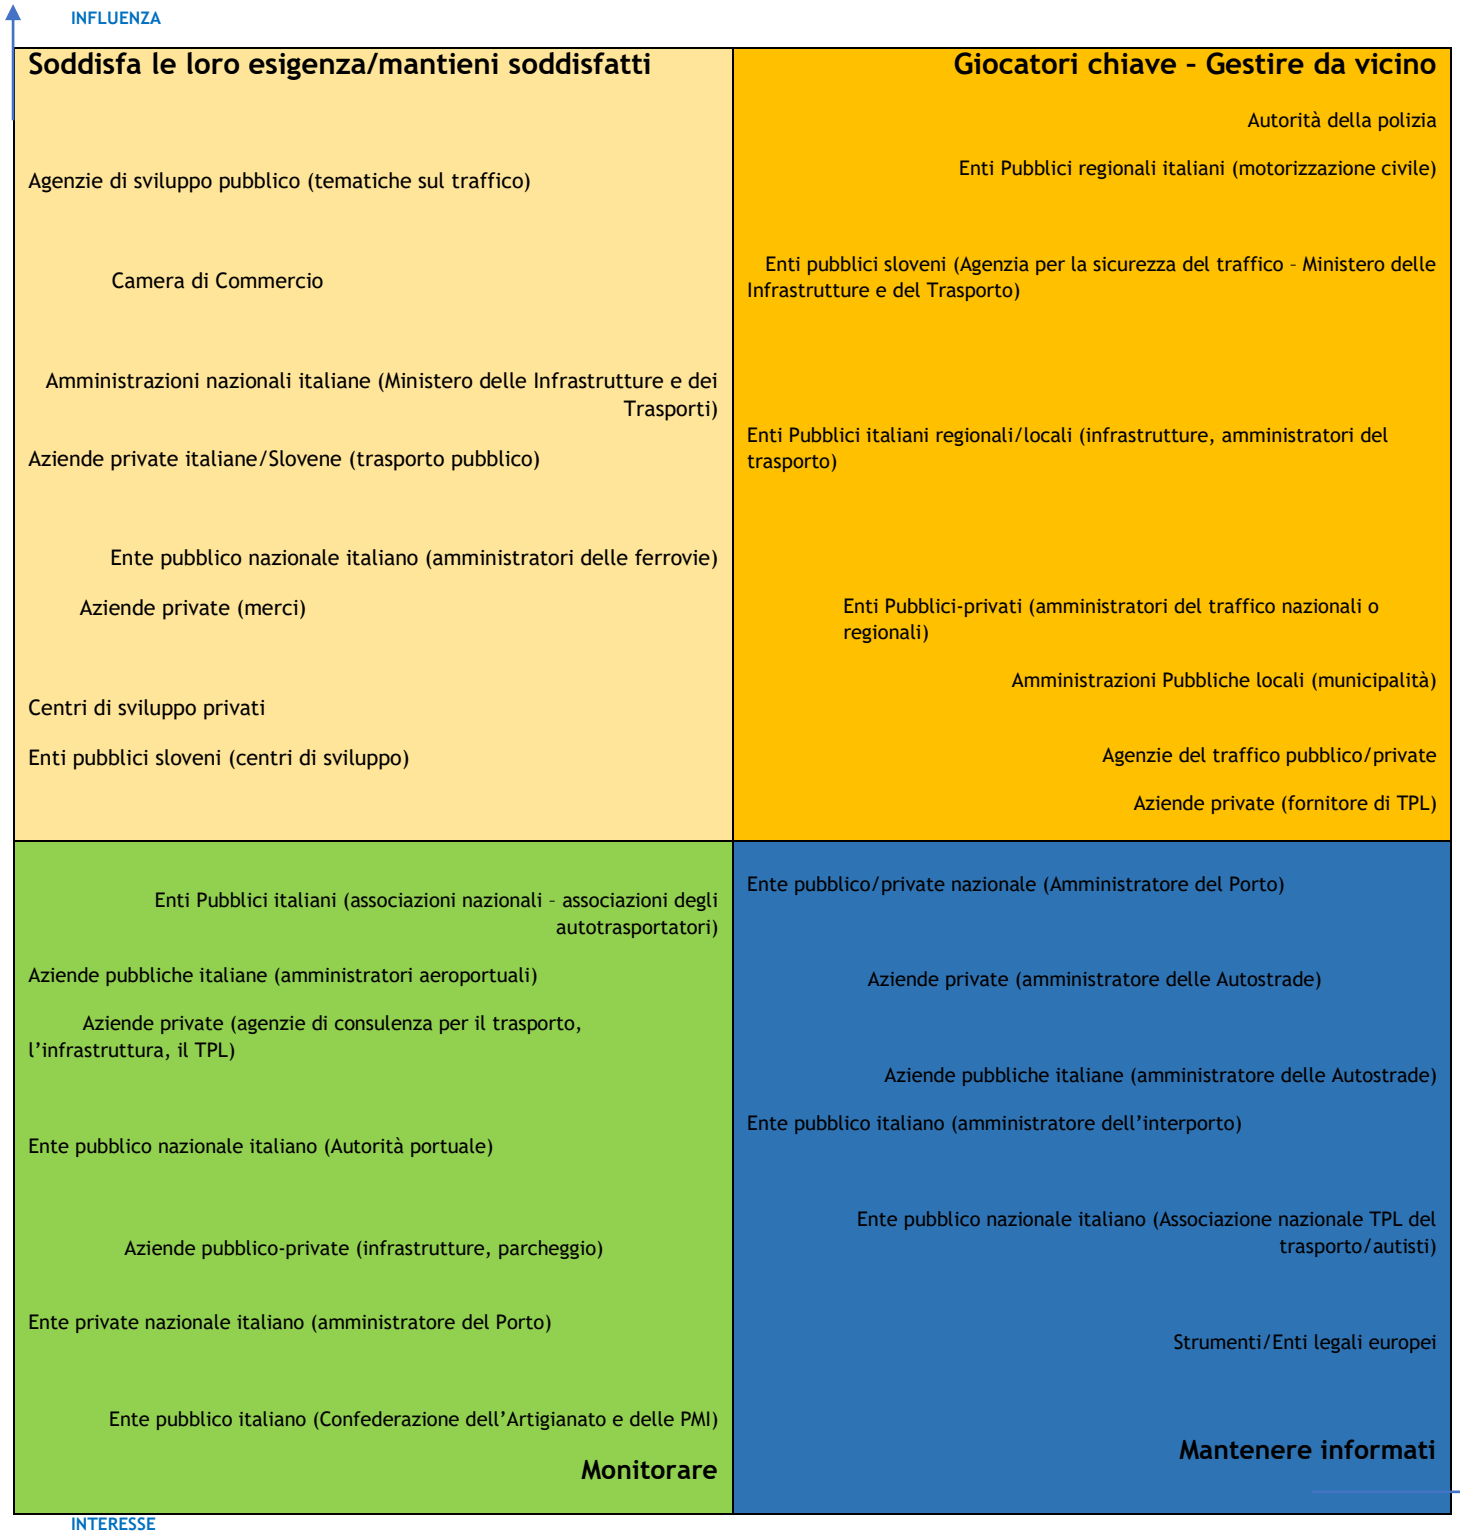 INFLUENZA
Soddisfa le loro esigenza/mantieni soddisfatti
Agenzie di sviluppo pubblico (tematiche sul traffico)
Camera di Commercio
Amministrazioni nazionali italiane (Ministero delle Infrastrutture e dei
Trasporti)
Aziende private italiane/Slovene (trasporto pubblico)
Ente pubblico nazionale italiano (amministratori delle ferrovie)
Aziende private (merci)
Centri di sviluppo privati
Enti pubblici sloveni (centri di sviluppo)
Giocatori chiave – Gestire da vicino
Autorità della polizia
Enti Pubblici regionali italiani (motorizzazione civile)
Enti pubblici sloveni (Agenzia per la sicurezza del traffico – Ministero delle
Infrastrutture e del Trasporto)
Enti Pubblici italiani regionali/locali (infrastrutture, amministratori del
trasporto)
Enti Pubblici-privati (amministratori del traffico nazionali o
regionali)
Amministrazioni Pubbliche locali (municipalità)
Agenzie del traffico pubblico/private
Aziende private (fornitore di TPL)
Enti Pubblici italiani (associazioni nazionali – associazioni degli
autotrasportatori)
Aziende pubbliche italiane (amministratori aeroportuali)
Aziende private (agenzie di consulenza per il trasporto,
l’infrastruttura, il TPL)
Ente pubblico nazionale italiano (Autorità portuale)
Aziende pubblico-private (infrastrutture, parcheggio)
Ente private nazionale italiano (amministratore del Porto)
Ente pubblico italiano (Confederazione dell’Artigianato e delle PMI)
Monitorare
Ente pubblico/private nazionale (Amministratore del Porto)
Aziende private (amministratore delle Autostrade)
Aziende pubbliche italiane (amministratore delle Autostrade)
Ente pubblico italiano (amministratore dell’interporto)
Ente pubblico nazionale italiano (Associazione nazionale TPL del
trasporto/autisti)
Strumenti/Enti legali europei
Mantenere informati
INTERESSE